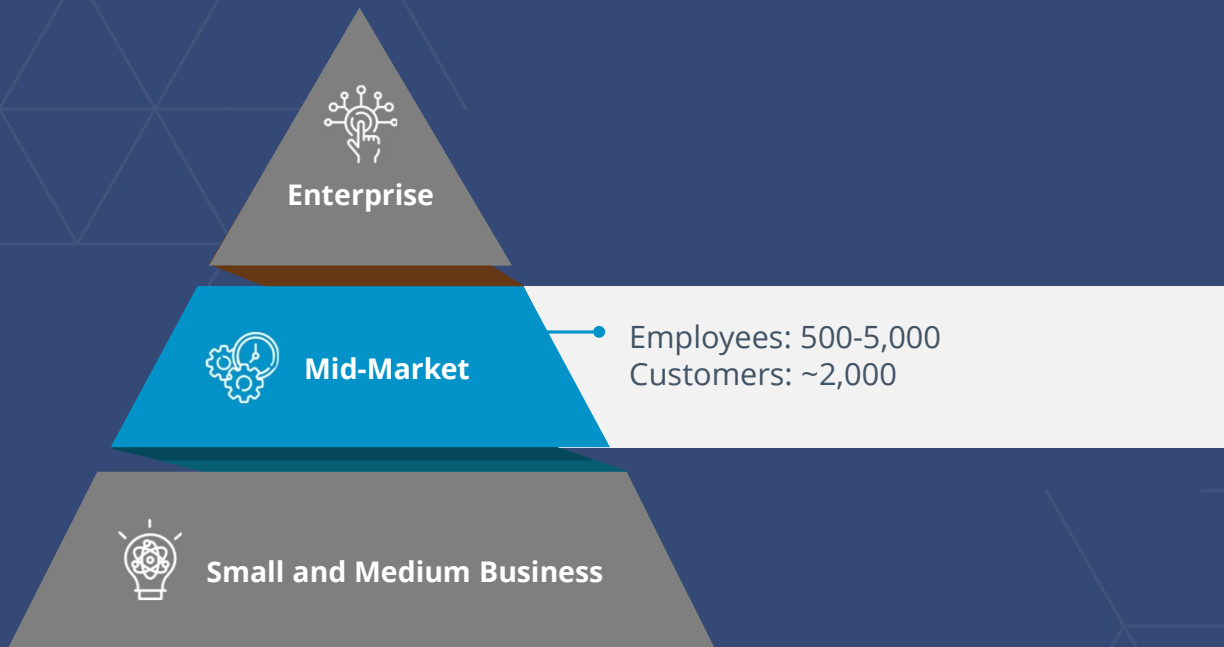 Enterprise
Mid-Market
Employees: 500-5,000
Customers: ~2,000
Small and Medium Business